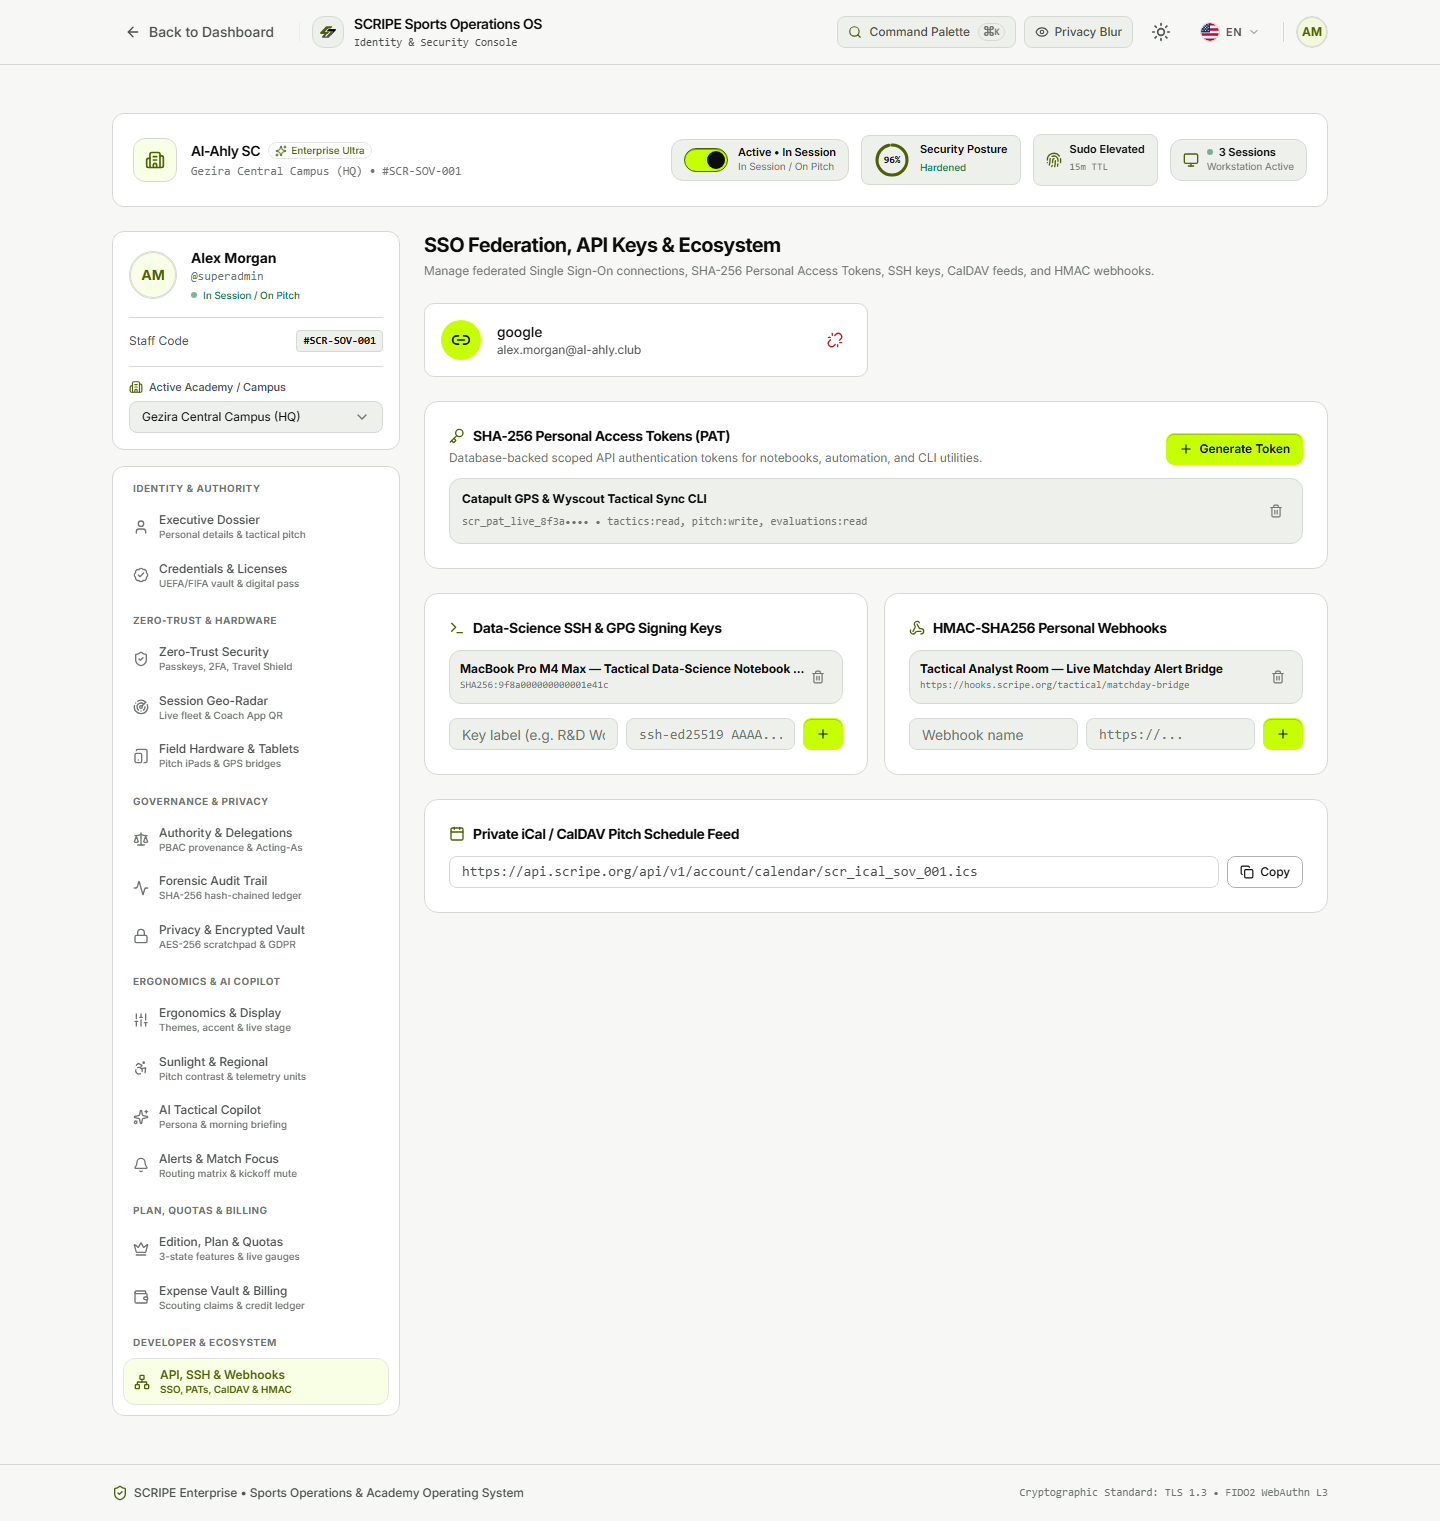 Back to Dashboard
SCRIPE Sports Operations OS
Identity & Security Console
Command Palette ⌘K
Privacy Blur
EN
AM
Al-Ahly SC
Enterprise Ultra
Gezira Central Campus (HQ) • #SCR-SOV-001
Active • In Session
In Session / On Pitch
96%
Security Posture
Hardened
Sudo Elevated
15m TTL
3 Sessions
Workstation Active
AM
Alex Morgan
@superadmin
In Session / On Pitch
Staff Code
#SCR-SOV-001
Active Academy / Campus
Gezira Central Campus (HQ)
IDENTITY & AUTHORITY
Executive Dossier
Personal details & tactical pitch
Credentials & Licenses
UEFA/FIFA vault & digital pass
ZERO-TRUST & HARDWARE
Zero-Trust Security
Passkeys, 2FA, Travel Shield
Session Geo-Radar
Live fleet & Coach App QR
Field Hardware & Tablets
Pitch iPads & GPS bridges
GOVERNANCE & PRIVACY
Authority & Delegations
PBAC provenance & Acting-As
Forensic Audit Trail
SHA-256 hash-chained ledger
Privacy & Encrypted Vault
AES-256 scratchpad & GDPR
ERGONOMICS & AI COPILOT
Ergonomics & Display
Themes, accent & live stage
Sunlight & Regional
Pitch contrast & telemetry units
AI Tactical Copilot
Persona & morning briefing
Alerts & Match Focus
Routing matrix & kickoff mute
PLAN, QUOTAS & BILLING
Edition, Plan & Quotas
3-state features & live gauges
Expense Vault & Billing
Scouting claims & credit ledger
DEVELOPER & ECOSYSTEM
API, SSH & Webhooks
SSO, PATs, CalDAV & HMAC
SSO Federation, API Keys & Ecosystem
Manage federated Single Sign-On connections, SHA-256 Personal Access Tokens, SSH keys, CalDAV feeds, and HMAC webhooks.
google
alex.morgan@al-ahly.club
SHA-256 Personal Access Tokens (PAT)
Database-backed scoped API authentication tokens for notebooks, automation, and CLI utilities.
Generate Token
Catapult GPS & Wyscout Tactical Sync CLI
scr_pat_live_8f3a•••• • tactics:read, pitch:write, evaluations:read
Data-Science SSH & GPG Signing Keys
MacBook Pro M4 Max — Tactical Data-Science Notebook ...
SHA256:9f8a000000000001e41c
Key label (e.g. R&D Wo
ssh-ed25519 AAAA...
HMAC-SHA256 Personal Webhooks
Tactical Analyst Room — Live Matchday Alert Bridge
https://hooks.scripe.org/tactical/matchday-bridge
Webhook name
https://...
Private iCal / CalDAV Pitch Schedule Feed
https://api.scripe.org/api/v1/account/calendar/scr_ical_sov_001.ics
Copy
SCRIPE Enterprise • Sports Operations & Academy Operating System
Cryptographic Standard: TLS 1.3 • FIDO2 WebAuthn L3